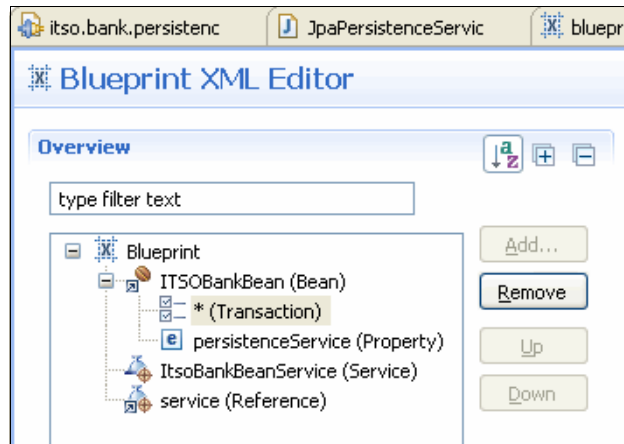 itso.bank.persistenc
JpaPersistenceServic
bluepr
Blueprint XML Editor
Overview
type filter text
Blueprint
ITSOBankBean (Bean)
* (Transaction)
persistenceService (Property)
ItsoBankBeanService (Service)
service (Reference)
Add...
Remove
Up
Down